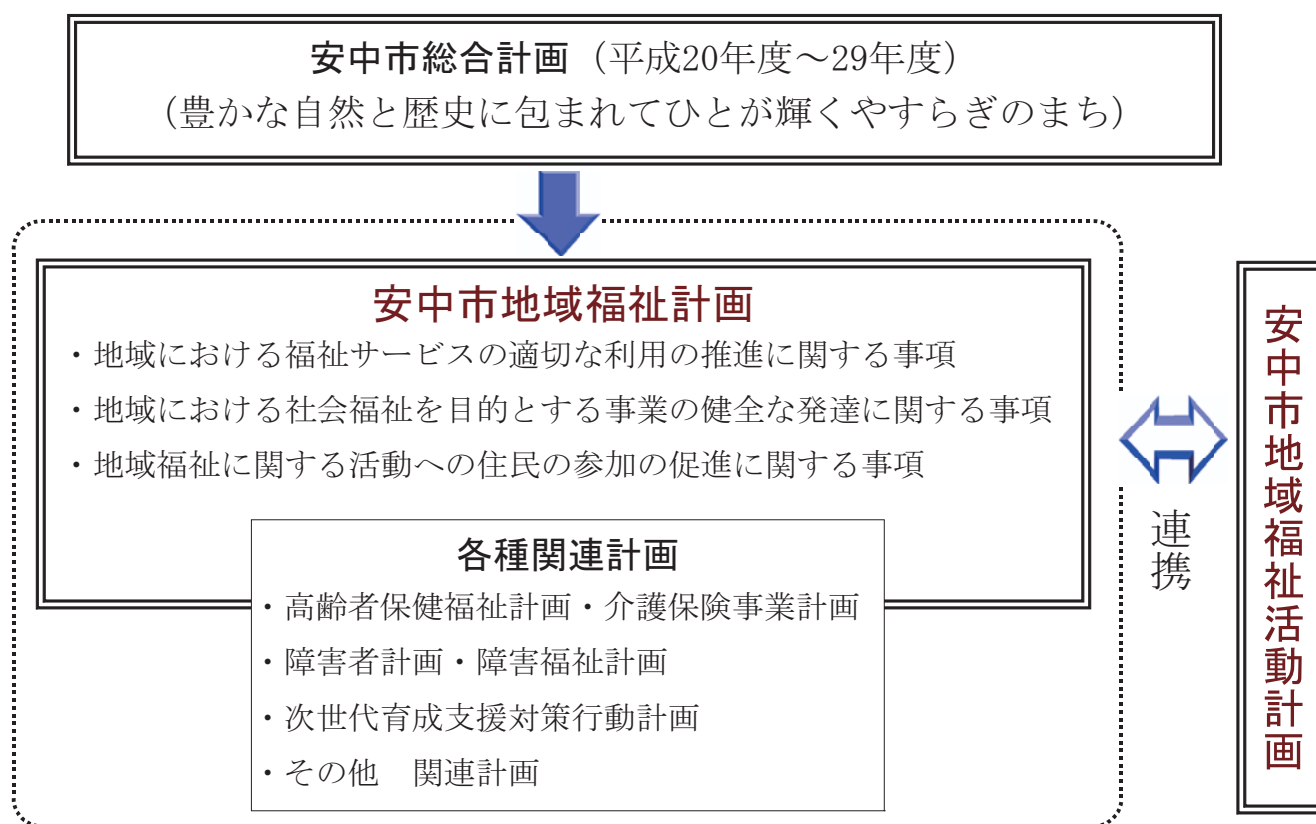 安中市総合計画（平成20年度～29年度）
（豊かな自然と歴史に包まれてひとが輝くやすらぎのまち）
安中市地域福祉計画
・地域における福祉サービスの適切な利用の推進に関する事項
・地域における社会福祉を目的とする事業の健全な発達に関する事項
・地域福祉に関する活動への住民の参加の促進に関する事項
各種関連計画
・高齢者保健福祉計画・介護保険事業計画
・障害者計画・障害福祉計画
・次世代育成支援対策行動計画
・その他　関連計画
連携
安中市地域福祉活動計画